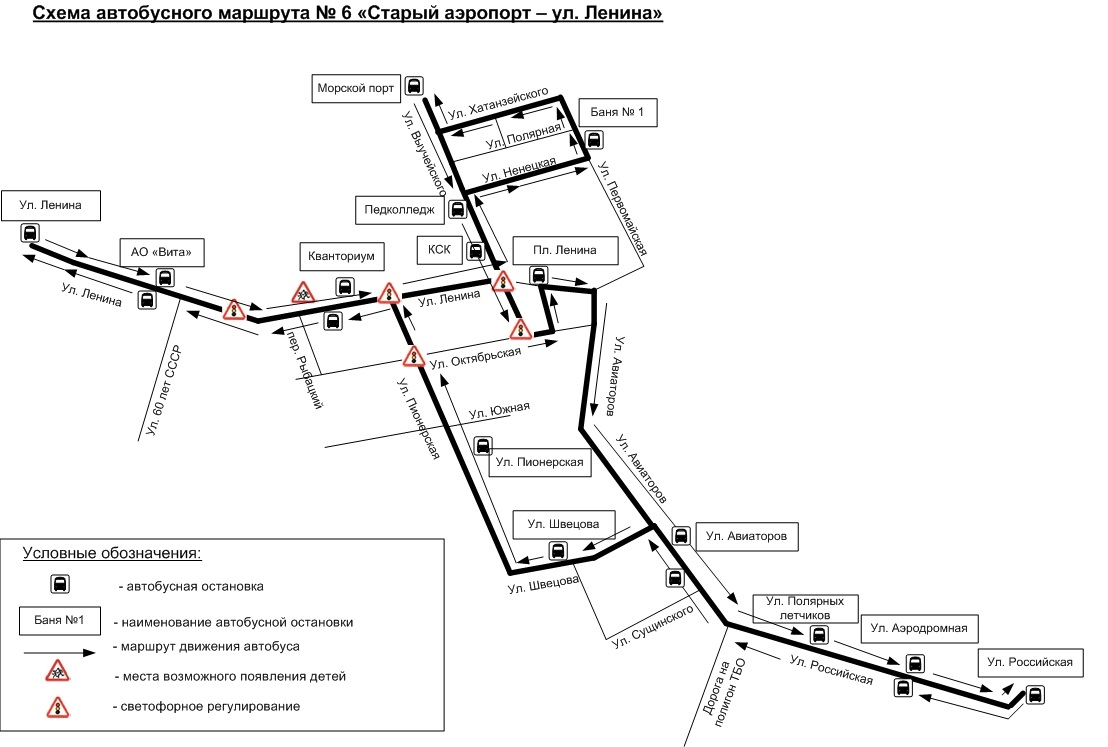 Схема автобусного маршрута № 6 «Старый аэропорт – ул. Ленина»
Морской порт
Ул. Хатанзейского
Баня № 1
Ул. Полярная
Ул. Выучейского
Ул. Ненецкая
Ул. Первомайская
Ул. Ленина
Педколледж
АО «Вита»
Кванториум
КСК
Пл. Ленина
Ул. Ленина
Ул. Ленина
пер. Рыбацкий
Ул. Октябрьская
Ул. 60 лет СССР
Ул. Авиаторов
Ул. Пионерская
Ул. Южная
Ул. Авиаторов
Ул. Пионерская
Ул. Швецова
Ул. Авиаторов
Ул. Швецова
Ул. Сущинского
Ул. Полярных
летчиков
Ул. Аэродромная
Ул. Российская
Ул. Российская
Дорога на
полигон ТБО
Условные обозначения:
- автобусная остановка
Баня №1
- наименование автобусной остановки
- маршрут движения автобуса
- места возможного появления детей
- светофорное регулирование